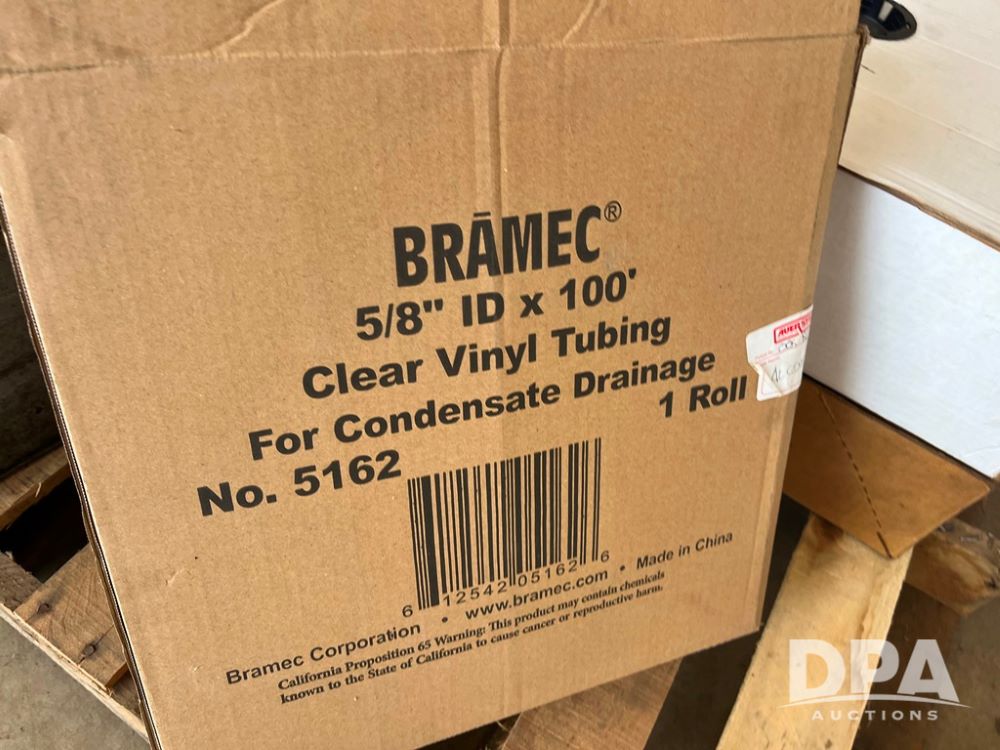 BRĀMEC®
5/8" ID x 100'
Clear Vinyl Tubing
For Condensate Drainage
No. 5162
1 Roll
6 12542 05162 6
Bramec Corporation • www.bramec.com • Made in China
California Proposition 65 Warning: This product may contain chemicals
known to the State of California to cause cancer or reproductive harm.
DPA
AUCTIONS